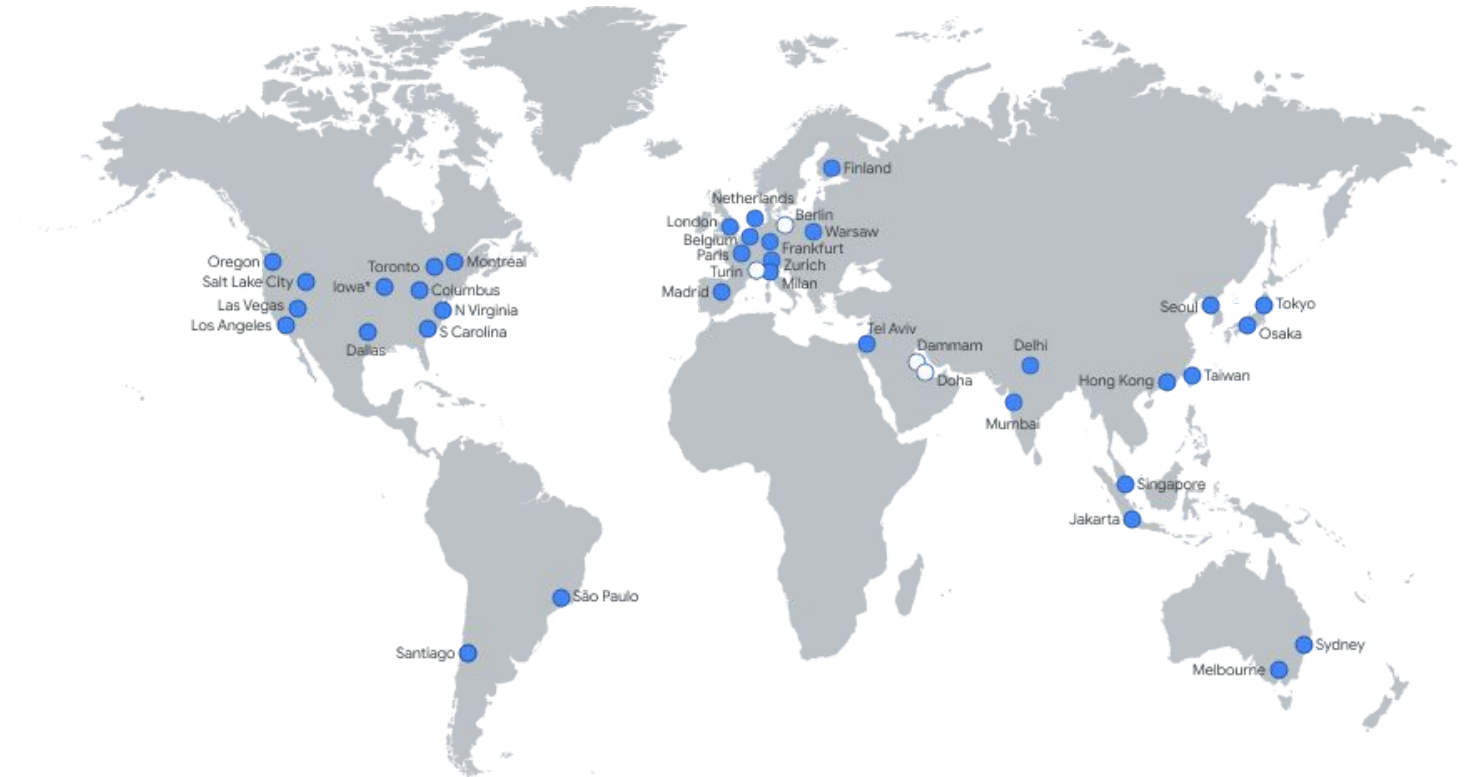 Finland
Netherlands
London
Berlin
Warsaw
Belgium
Frankfurt
Paris
Zurich
Turin
Milan
Madrid
Oregon
Toronto
Montréal
Salt Lake City
Iowa*
Columbus
Las Vegas
N Virginia
Los Angeles
S Carolina
Dallas
Seoul
Tokyo
Osaka
Tel Aviv
Dammam
Delhi
Doha
Hong Kong
Taiwan
Mumbai
Singapore
Jakarta
São Paulo
Santiago
Sydney
Melbourne